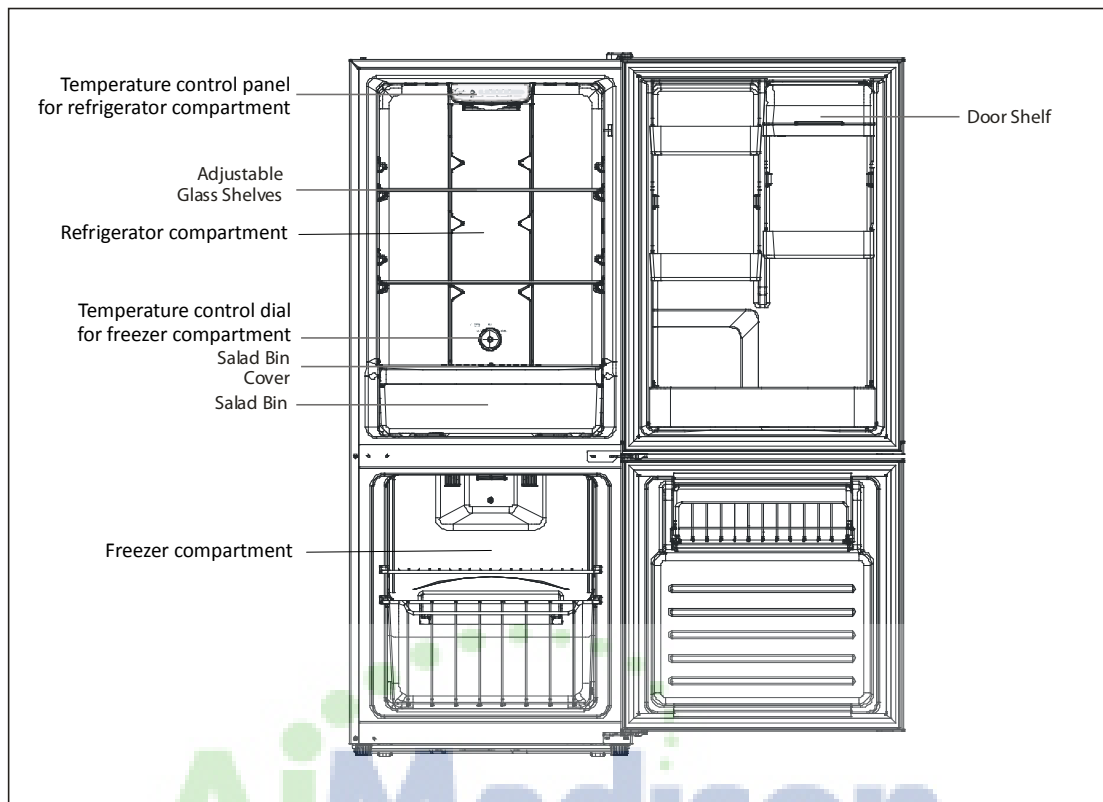 Temperature control panel
for refrigerator compartment
Door Shelf
Adjustable
Glass Shelves
Refrigerator compartment
Temperature control dial
for freezer compartment
Salad Bin
Cover
Salad Bin
Freezer compartment
AjMadison